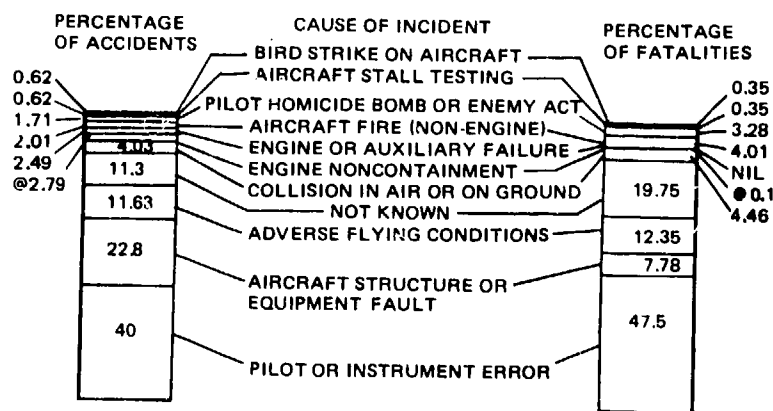 PERCENTAGE
OF ACCIDENTS
CAUSE OF INCIDENT
PERCENTAGE
OF FATALITIES
BIRD STRIKE ON AIRCRAFT
AIRCRAFT STALL TESTING
PILOT HOMICIDE BOMB OR ENEMY ACT
AIRCRAFT FIRE (NON-ENGINE)
ENGINE OR AUXILIARY FAILURE
ENGINE NONCONTAINMENT
COLLISION IN AIR OR ON GROUND
NOT KNOWN
ADVERSE FLYING CONDITIONS
AIRCRAFT STRUCTURE OR
EQUIPMENT FAULT
PILOT OR INSTRUMENT ERROR
0.62
0.62
1.71
2.01
2.49
@2.79
4.03
11.3
11.63
22.8
40
0.35
0.35
3.28
4.01
NIL
@0.1
4.46
19.75
12.35
7.78
47.5